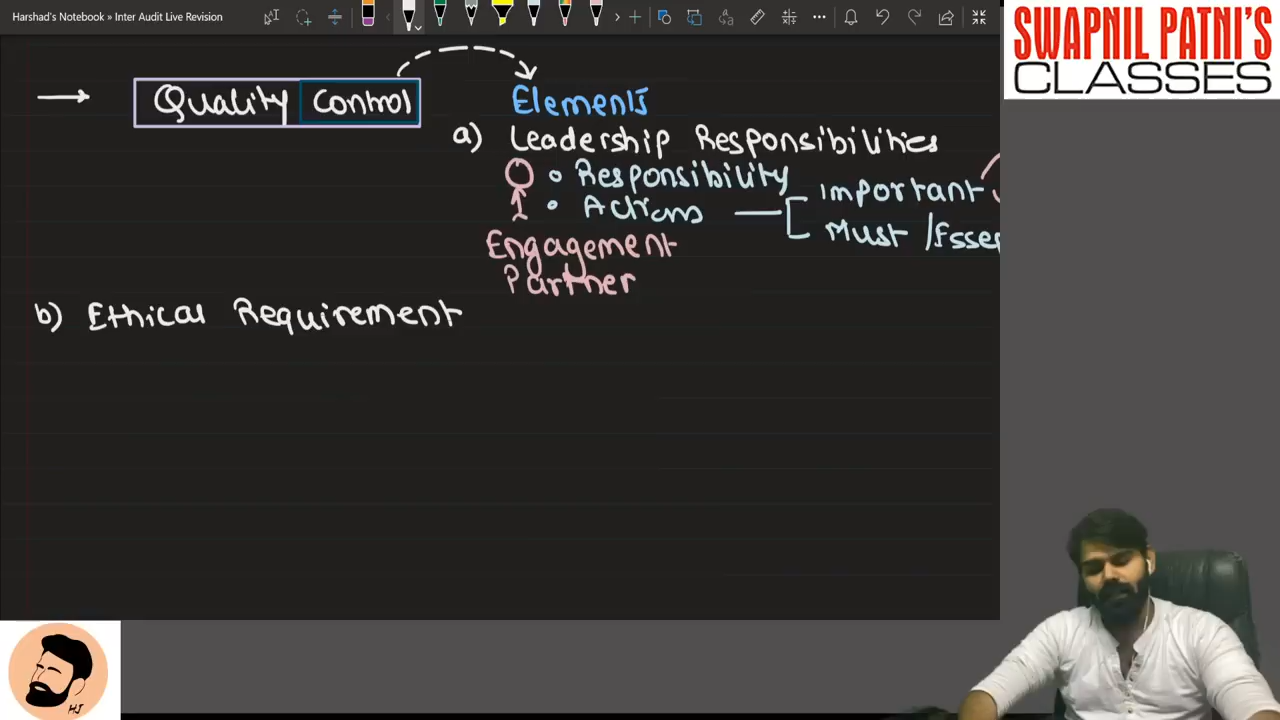 Harshad's Notebook » Inter Audit Live Revision
SWAPNIL PATNI'S
CLASSES
Quality Control
Elements
a) Leadership Responsibilities
• Responsibility
• Actions
Important
Must /
Engagement
Partner
b) Ethical Requirement
HJ